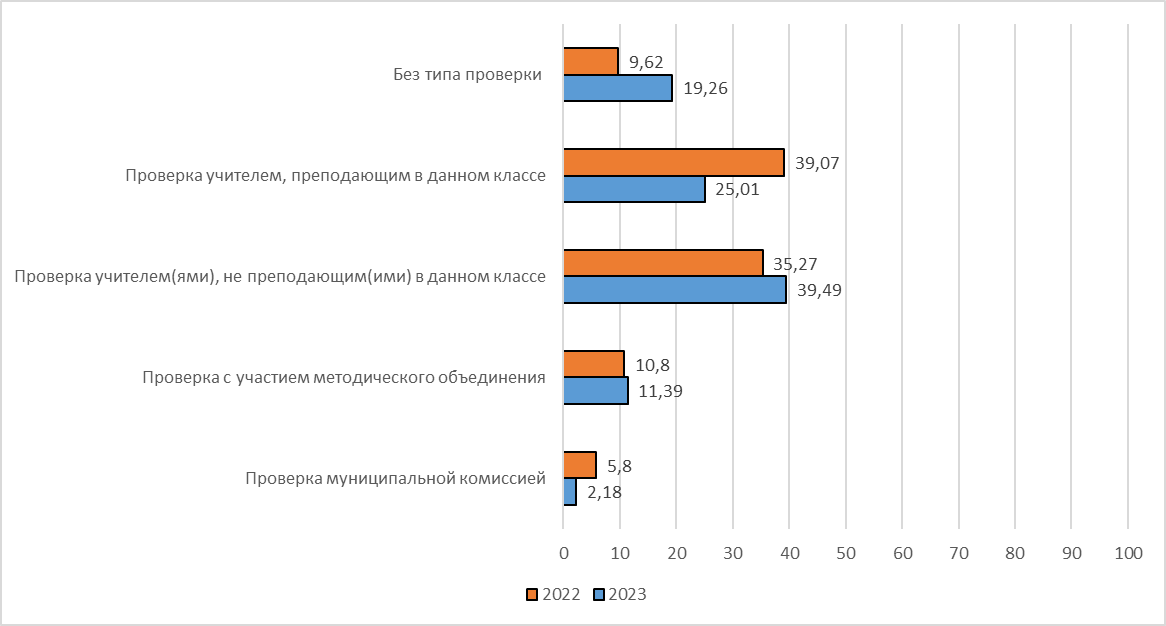 Без типа проверки
9,62
19,26
Проверка учителем, преподающим в данном классе
39,07
25,01
Проверка учителем(ями), не преподающим(ими) в данном классе
35,27
39,49
Проверка с участием методического объединения
10,8
11,39
Проверка муниципальной комиссией
5,8
2,18
0 10 20 30 40 50 60 70 80 90 100
2022 2023